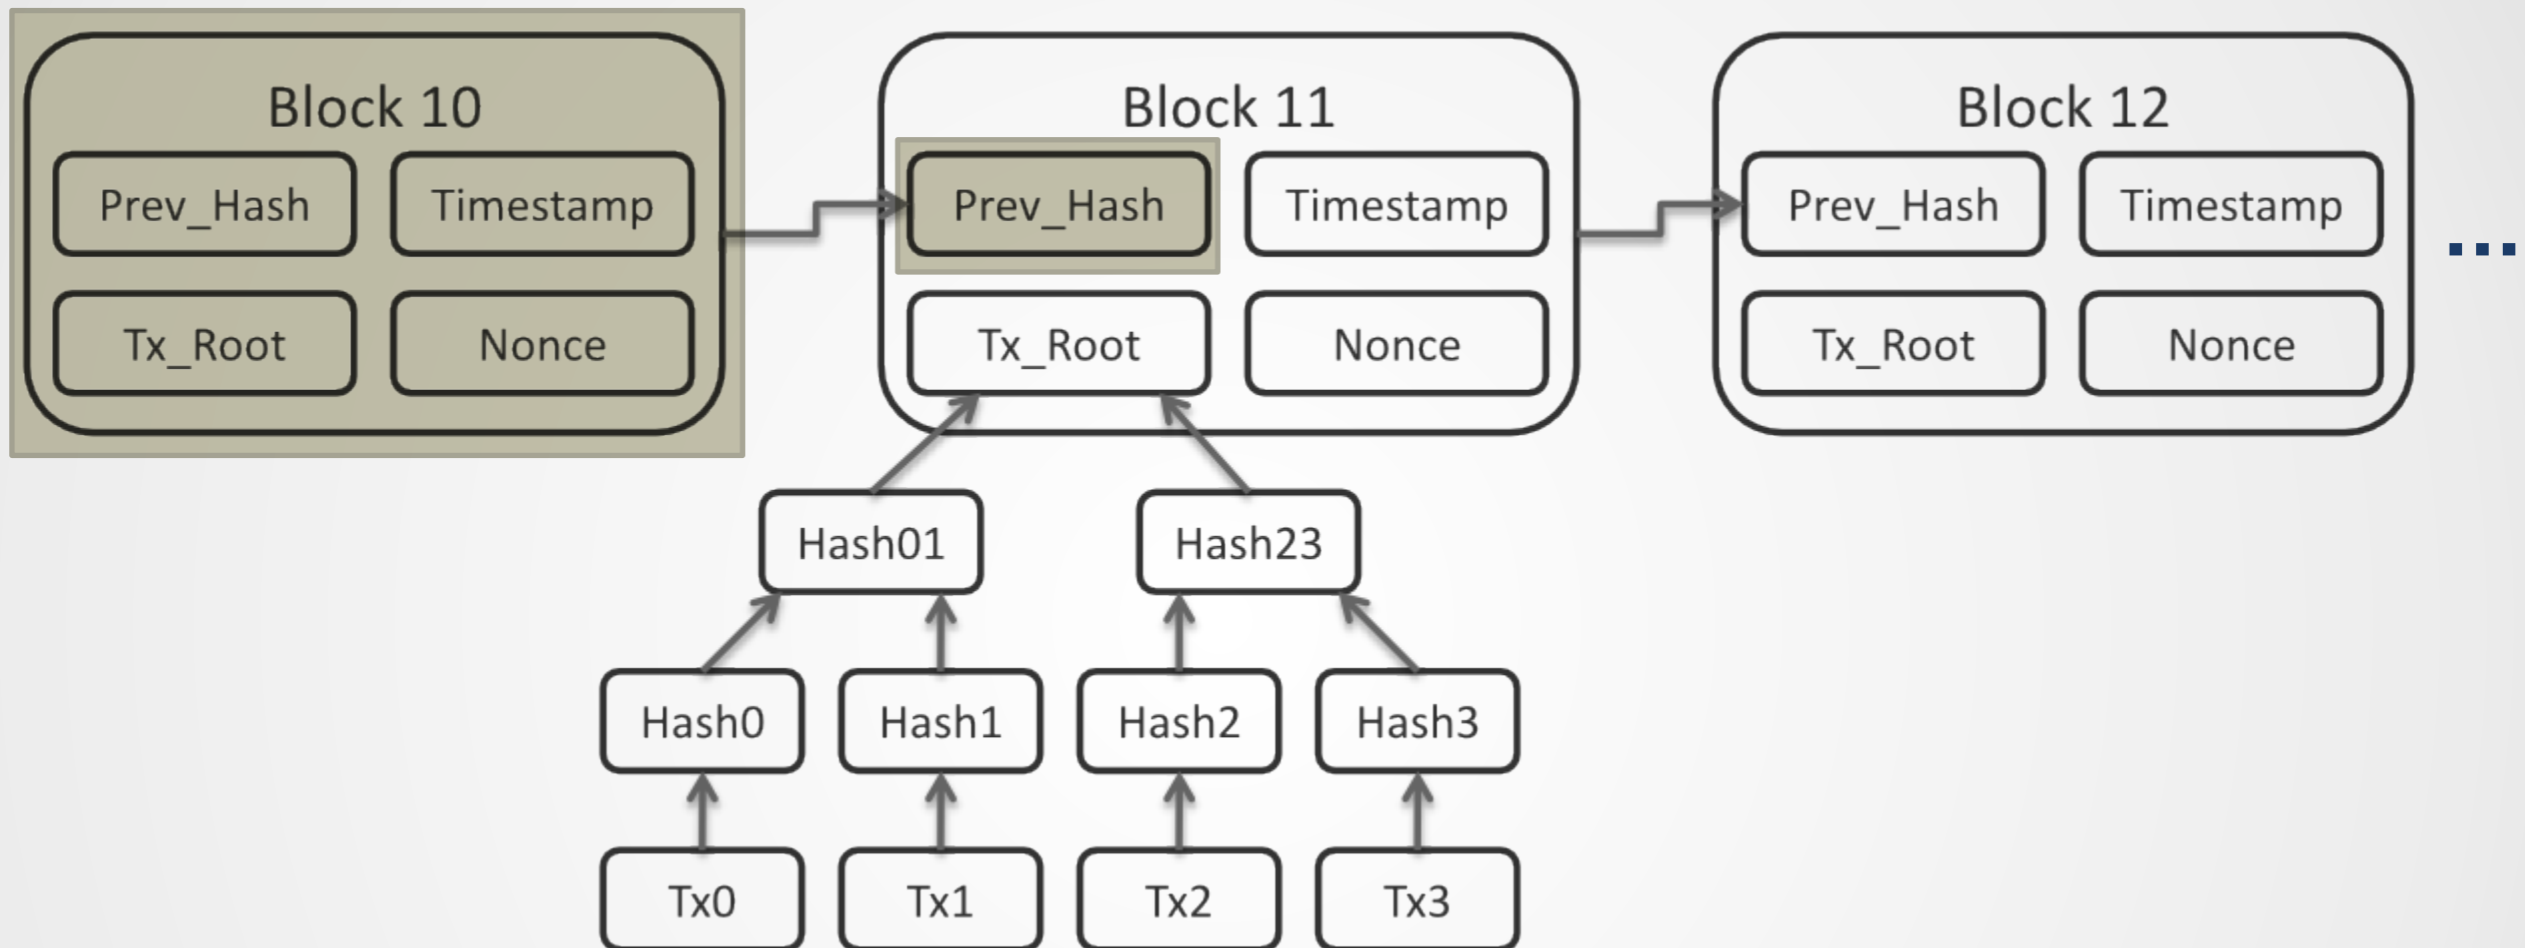 Block 10
Block 11
Block 12
Prev_Hash Timestamp
Prev_Hash Timestamp
Prev_Hash Timestamp
Tx_Root Nonce
Tx_Root Nonce
Tx_Root Nonce
...
Hash01 Hash23
Hash0 Hash1 Hash2 Hash3
Tx0 Tx1 Tx2 Tx3